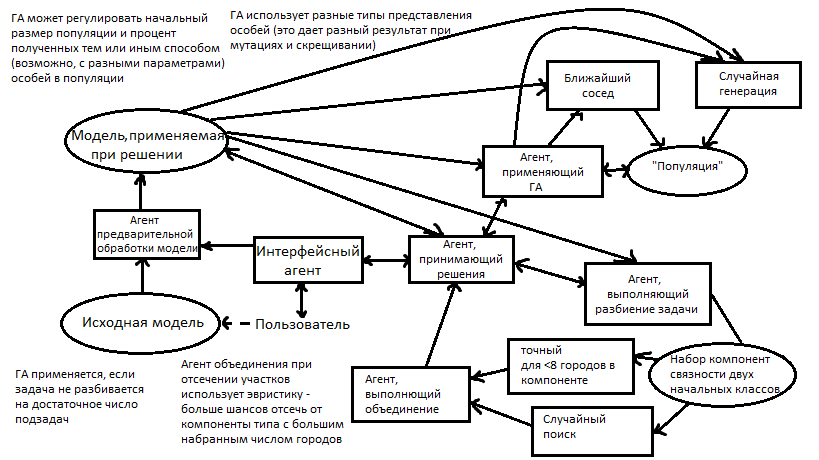 ГА может регулировать начальный
размер популяции и процент
полученных тем или иным способом
(возможно, с разными параметрами)
особей в популяции
ГА использует разные типы представления
особей (это дает разный результат при
мутациях и скрещивании)
Ближайший
сосед
Случайная
генерация
Модель,применяемая
при решении
Агент,
применяющий
ГА
"Популяция"
Агент
предварительной
обработки модели
Интерфейсный
агент
Агент,
принимающий
решения
Агент,
выполняющий
разбиение задачи
Исходная модель
Пользователь
ГА применяется, если
задача не разбивается
на достаточное число
подзадач
Агент объединения при
отсечении участков
использует эвристику -
больше шансов отсечь от
компоненты типа с большим
набранным числом городов
Агент,
выполняющий
объединение
точный
для <8 городов в
компоненте
Набор компонент
связности двух
начальных классов
Случайный
поиск